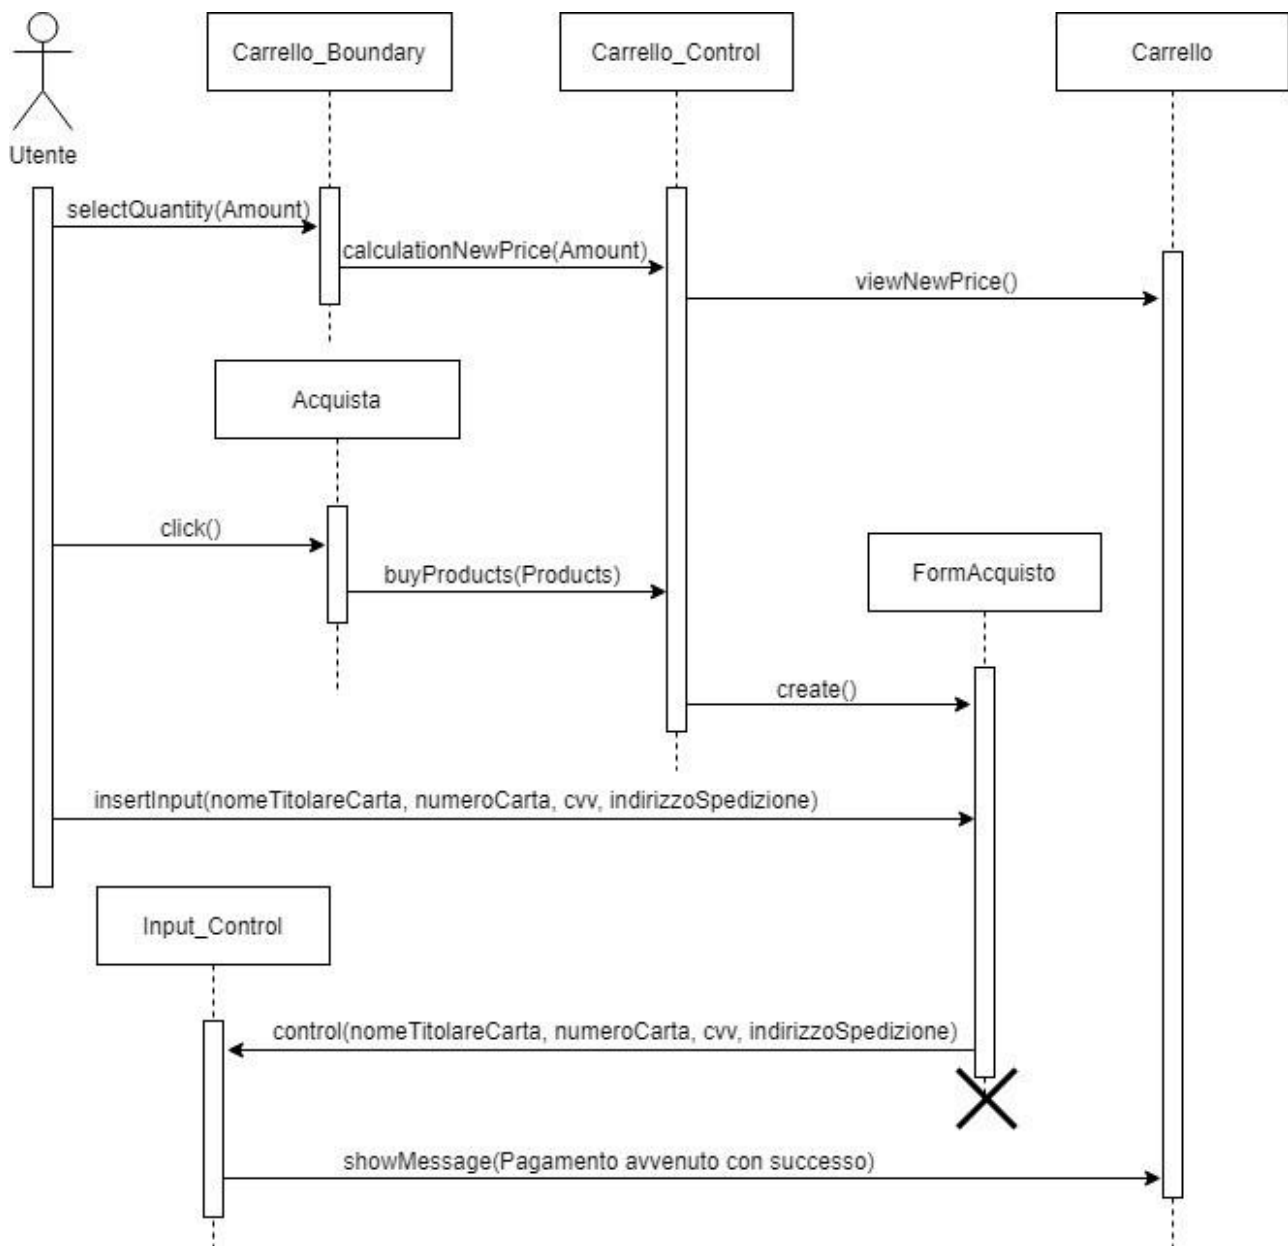 Carrello_Boundary
Carrello_Control
Carrello
Utente
selectQuantity(Amount)
calculationNewPrice(Amount)
viewNewPrice()
Acquista
click()
buyProducts(Products)
FormAcquisto
create()
insertInput(nomeTitolareCarta, numeroCarta, cvv, indirizzoSpedizione)
Input_Control
control(nomeTitolareCarta, numeroCarta, cvv, indirizzoSpedizione)
showMessage(Pagamento avvenuto con successo)